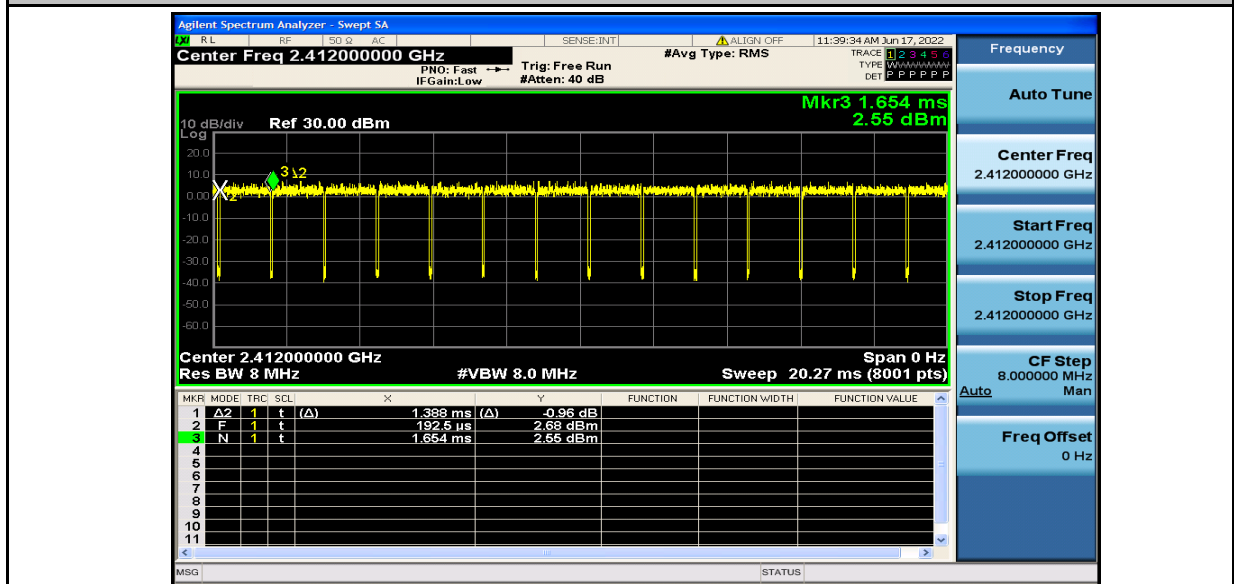 Agilent Spectrum Analyzer - Swept SA
LXI RL RF 50 Ω AC SENSE:INT ALIGN OFF 11:39:34 AM Jun 17, 2022
Center Freq 2.412000000 GHz
PNO: Fast
IFGain:Low
Trig: Free Run
#Atten: 40 dB
#Avg Type: RMS
TRACE 1 2 3 4 5 6
TYPE WWWWWW
DET P P P P P P
Mkr3 1.654 ms
2.55 dBm
10 dB/div
Log
Ref 30.00 dBm
20.0
10.0
0.00
-10.0
-20.0
-30.0
-40.0
-50.0
-60.0
X2
3Δ2
Center 2.412000000 GHz Span 0 Hz
Res BW 8 MHz #VBW 8.0 MHz Sweep 20.27 ms (8001 pts)
MKR MODE TRC SCL X Y FUNCTION FUNCTION WIDTH FUNCTION VALUE
1 Δ2 1 t (Δ) 1.388 ms (Δ) -0.96 dB
2 F 1 t 192.5 µs 2.68 dBm
3 N 1 t 1.654 ms 2.55 dBm
4
5
6
7
8
9
10
11
MSG STATUS
Frequency
Auto Tune
Center Freq
2.412000000 GHz
Start Freq
2.412000000 GHz
Stop Freq
2.412000000 GHz
CF Step
8.000000 MHz
Auto Man
Freq Offset
0 Hz